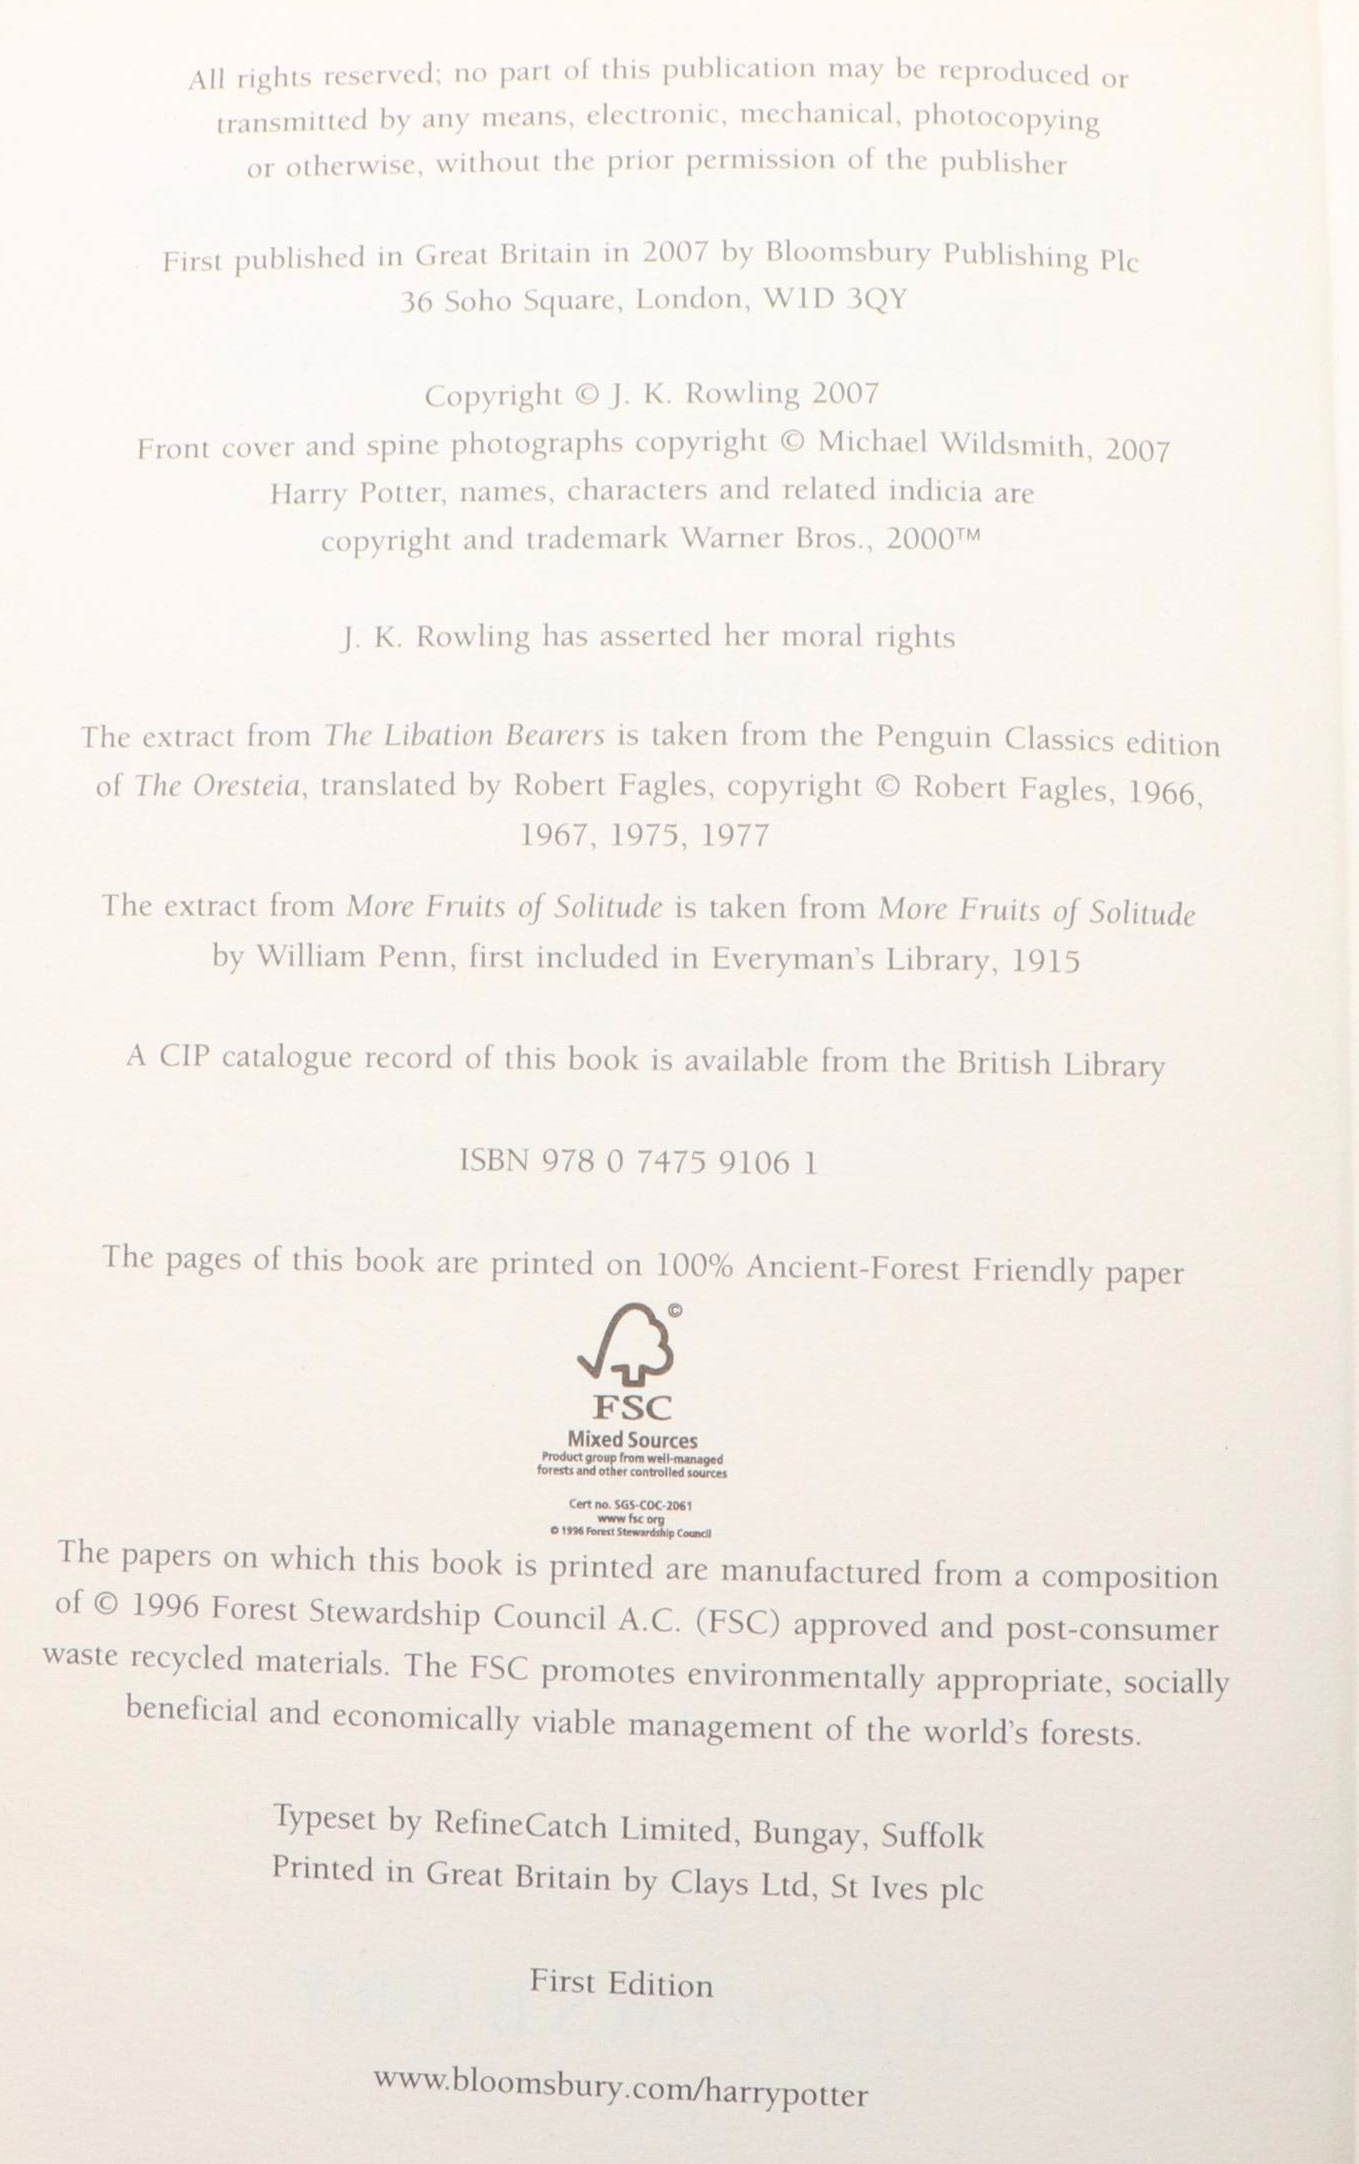 All rights reserved; no part of this publication may be reproduced or
transmitted by any means, electronic, mechanical, photocopying
or otherwise, without the prior permission of the publisher
First published in Great Britain in 2007 by Bloomsbury Publishing Plc
36 Soho Square, London, W1D 3QY
Copyright © J. K. Rowling 2007
Front cover and spine photographs copyright © Michael Wildsmith, 2007
Harry Potter, names, characters and related indicia are
copyright and trademark Warner Bros., 2000™
J. K. Rowling has asserted her moral rights
The extract from The Libation Bearers is taken from the Penguin Classics edition
of The Oresteia, translated by Robert Fagles, copyright © Robert Fagles, 1966,
1967, 1975, 1977
The extract from More Fruits of Solitude is taken from More Fruits of Solitude
by William Penn, first included in Everyman's Library, 1915
A CIP catalogue record of this book is available from the British Library
ISBN 978 0 7475 9106 1
The pages of this book are printed on 100% Ancient-Forest Friendly paper
©
FSC
Mixed Sources
Product group from well-managed
forests and other controlled sources
Cert no. SGS-COC-2061
www fsc org
© 1996 Forest Stewardship Council
The papers on which this book is printed are manufactured from a composition
of © 1996 Forest Stewardship Council A.C. (FSC) approved and post-consumer
waste recycled materials. The FSC promotes environmentally appropriate, socially
beneficial and economically viable management of the world's forests.
Typeset by RefineCatch Limited, Bungay, Suffolk
Printed in Great Britain by Clays Ltd, St Ives plc
First Edition
www.bloomsbury.com/harrypotter